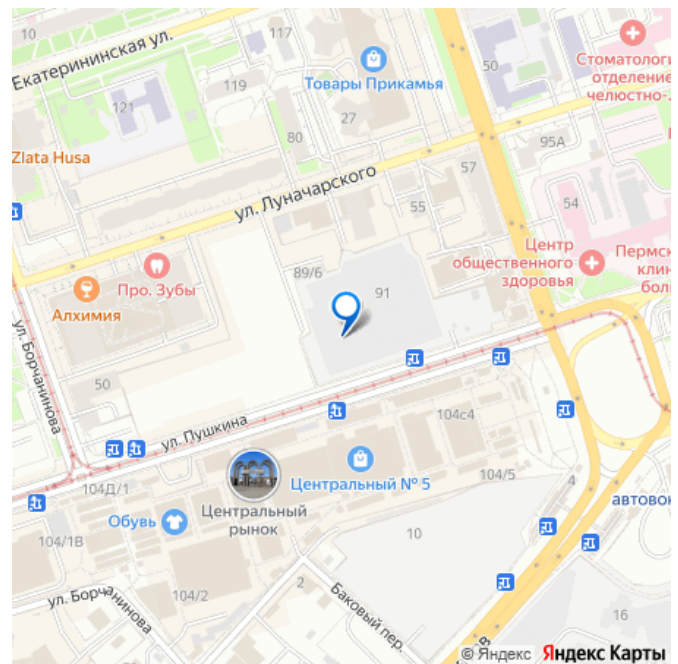 Екатерининская ул.
117
50
Стоматологи
отделение
челюстно-
Товары Прикамья
119
121
27
80
95А
Zlata Husa
57
ул. Луначарского
55
54
Центр
общественного
здоровья
Пермск
клин
боль
89/6
91
Про. Зубы
Алхимия
ул. Борчанинова
50
ул. Пушкина
104с4
Центральный № 5
104/5
4
104Д/1
Центральный
рынок
автовок
Обувь
104/1В
10
ул. Борчанинова
104/2
2
Баковый пер.
16
© Яндекс Яндекс Карты